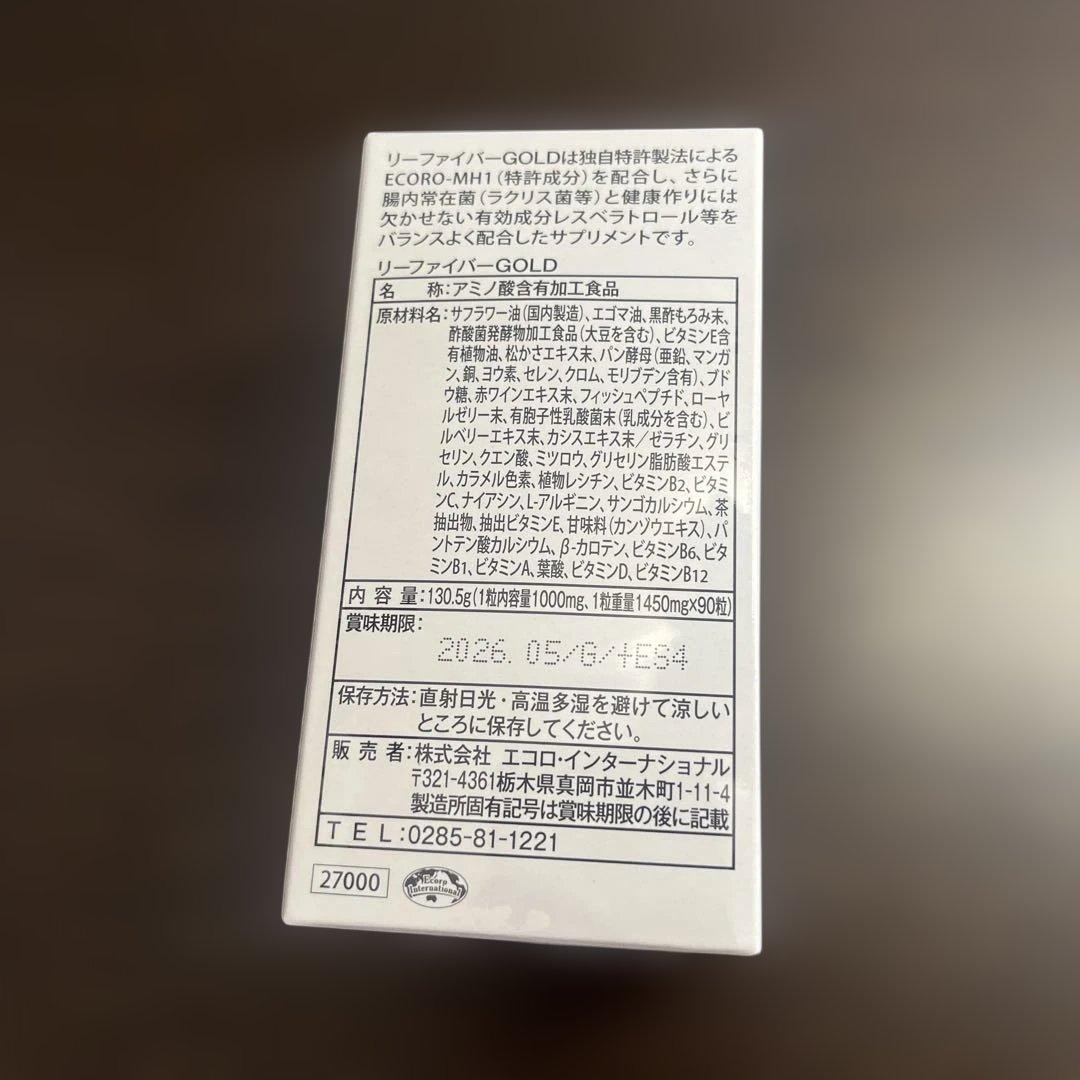 リーファイバーGOLDは独自特許製法による
ECORO-MH1（特許成分）を配合し、さらに
腸内常在菌（ラクリス菌等）と健康作りには
欠かせない有効成分レスベラトロール等を
バランスよく配合したサプリメントです。
リーファイバーGOLD
名 称：アミノ酸含有加工食品
原材料名：サフラワー油（国内製造）、エゴマ油、黒酢もろみ末、
酢酸菌発酵物加工食品（大豆を含む）、ビタミンE含
有植物油、松かさエキス末、パン酵母（亜鉛、マンガ
ン、銅、ヨウ素、セレン、クロム、モリブデン含有）、ブド
ウ糖、赤ワインエキス末、フィッシュペプチド、ローヤ
ルゼリー末、有胞子性乳酸菌末（乳成分を含む）、ビ
ルベリーエキス末、カシスエキス末／ゼラチン、グリ
セリン、クエン酸、ミツロウ、グリセリン脂肪酸エステ
ル、カラメル色素、植物レシチン、ビタミンB2、ビタミ
ンC、ナイアシン、L-アルギニン、サンゴカルシウム、茶
抽出物、抽出ビタミンE、甘味料（カンゾウエキス）、パ
ントテン酸カルシウム、β-カロテン、ビタミンB6、ビタ
ミンB1、ビタミンA、葉酸、ビタミンD、ビタミンB12
内 容 量：130.5g（1粒内容量1000mg、1粒重量1450mg×90粒）
賞味期限：
2026. 05/G/4ES4
保存方法：直射日光・高温多湿を避けて涼しい
ところに保存してください。
販 売 者：株式会社 エコロ・インターナショナル
〒321-4361栃木県真岡市並木町1-11-4
製造所固有記号は賞味期限の後に記載
TEL：0285-81-1221
27000
Ecoro
International